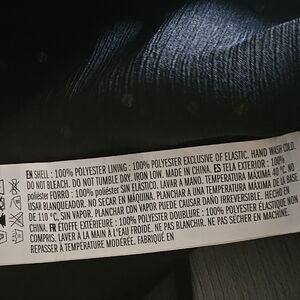 EN SHELL : 100% POLYESTER LINING : 100% POLYESTER EXCLUSIVE OF ELASTIC. HAND WASH COLD.
DO NOT BLEACH. DO NOT TUMBLE DRY. IRON LOW. MADE IN CHINA. ES TELA EXTERIOR : 100%
poliéster FORRO : 100% poliéster SIN ELÁSTICO. LAVAR A MANO, TEMPERATURA MÁXIMA 40 °C. NO
USAR BLANQUEADOR. NO SECAR EN MÁQUINA. PLANCHAR A UNA TEMPERATURA MÁXIMA DE LA BASE
DE 110 °C, SIN VAPOR. PLANCHAR CON VAPOR PUEDE CAUSAR DAÑO IRREVERSIBLE.
FR ÉTOFFE EXTÉRIEURE : 100% POLYESTER DOUBLURE : 100% POLYESTER ÉLASTIQUE NON
COMPRIS. LAVER À LA MAIN À L'EAU FROIDE. NE PAS BLANCHIR. NE PAS SÉCHER EN MACHINE.
REPASSER À TEMPÉRATURE MODÉRÉE. FABRIQUÉ EN